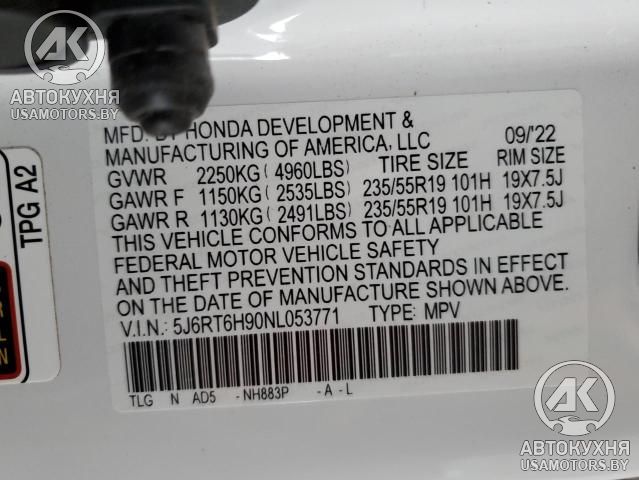 АВТОКУХНЯ
USAMOTORS.BY
TPG A2
MFD. BY HONDA DEVELOPMENT &
MANUFACTURING OF AMERICA, LLC 09/'22
GVWR 2250KG ( 4960LBS) TIRE SIZE RIM SIZE
GAWR F 1150KG ( 2535LBS) 235/55R19 101H 19X7.5J
GAWR R 1130KG ( 2491LBS) 235/55R19 101H 19X7.5J
THIS VEHICLE CONFORMS TO ALL APPLICABLE
FEDERAL MOTOR VEHICLE SAFETY
AND THEFT PREVENTION STANDARDS IN EFFECT
ON THE DATE OF MANUFACTURE SHOWN ABOVE.
V.I.N.: 5J6RT6H90NL053771 TYPE: MPV
TLG N AD5 -NH883P -A-L
АВТОКУХНЯ
USAMOTORS.BY